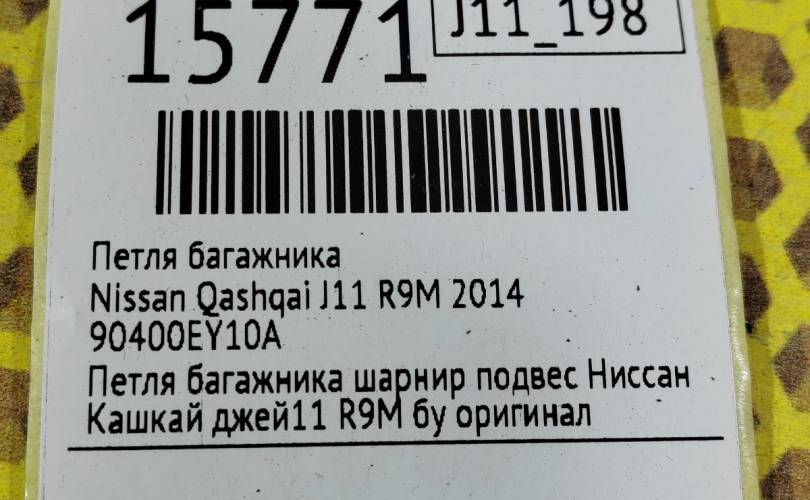 15771
J11_198
Петля багажника
Nissan Qashqai J11 R9M 2014
90400EY10A
Петля багажника шарнир подвес Ниссан
Кашкай джей11 R9M бу оригинал